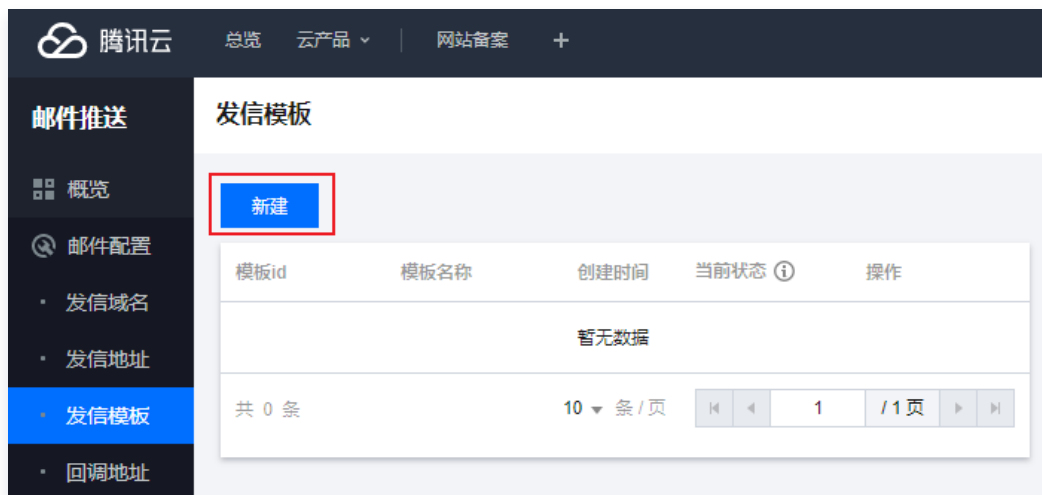 腾讯云 总览 云产品 网站备案 +
邮件推送
发信模板
概览
新建
邮件配置
模板id 模板名称 创建时间 当前状态 操作
发信域名
暂无数据
发信地址
发信模板
共 0 条 10 条 / 页 1 / 1 页
回调地址